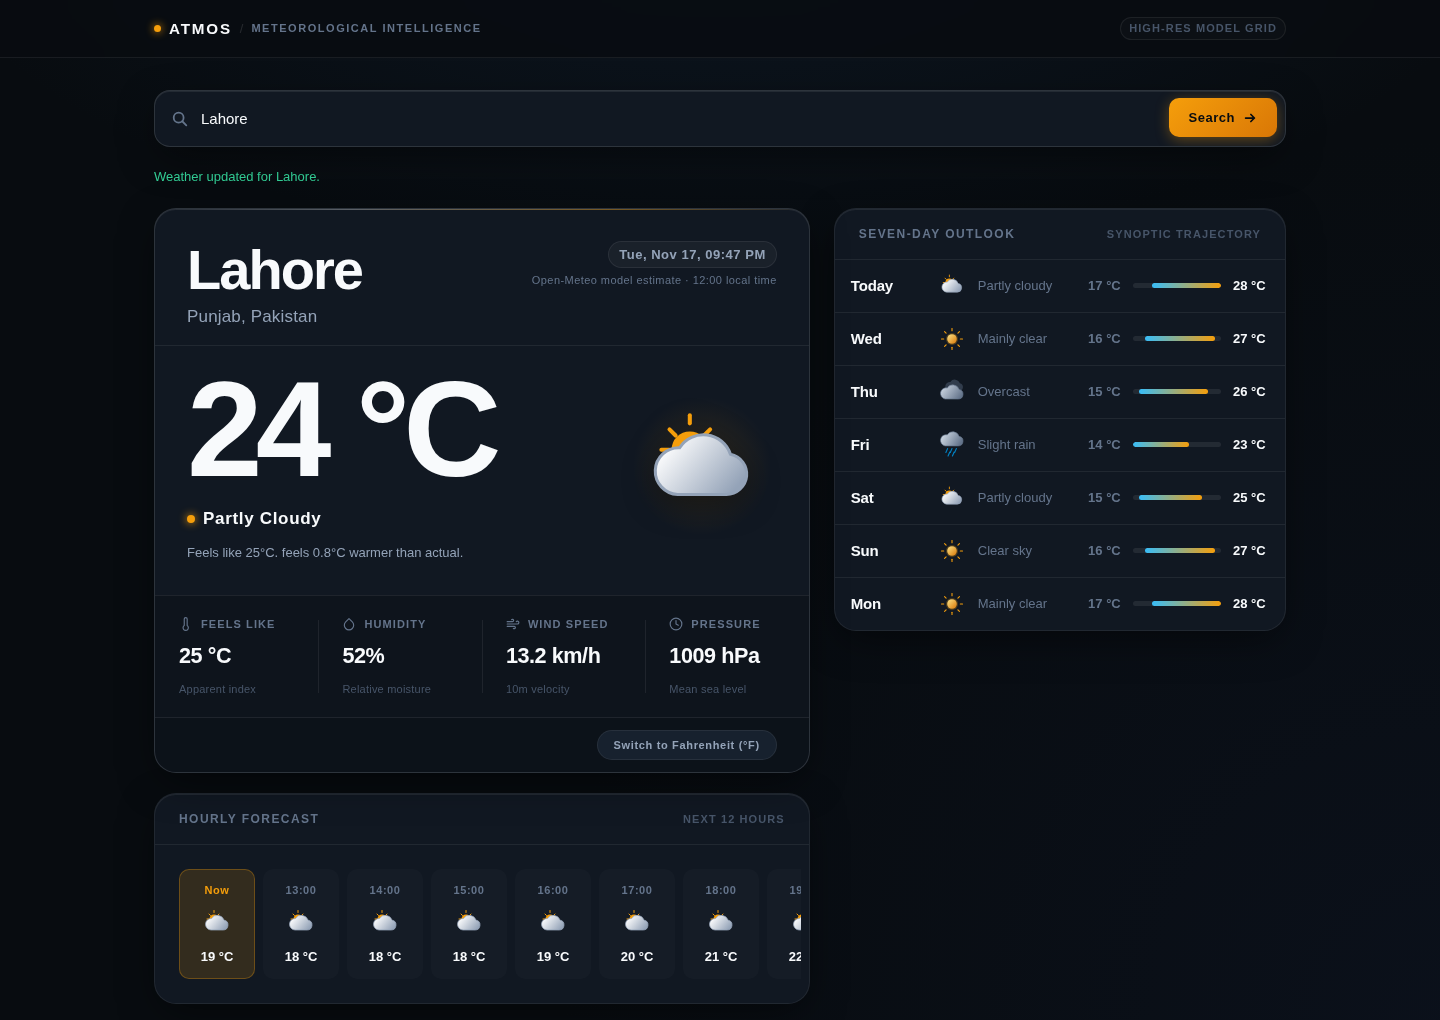 ATMOS / METEOROLOGICAL INTELLIGENCE
HIGH-RES MODEL GRID
Lahore
Search
Weather updated for Lahore.
Lahore
Punjab, Pakistan
Tue, Nov 17, 09:47 PM
Open-Meteo model estimate · 12:00 local time
24 °C
Partly Cloudy
Feels like 25°C. feels 0.8°C warmer than actual.
FEELS LIKE
25 °C
Apparent index
HUMIDITY
52%
Relative moisture
WIND SPEED
13.2 km/h
10m velocity
PRESSURE
1009 hPa
Mean sea level
Switch to Fahrenheit (°F)
SEVEN-DAY OUTLOOK
SYNOPTIC TRAJECTORY
Today Partly cloudy 17 °C 28 °C
Wed Mainly clear 16 °C 27 °C
Thu Overcast 15 °C 26 °C
Fri Slight rain 14 °C 23 °C
Sat Partly cloudy 15 °C 25 °C
Sun Clear sky 16 °C 27 °C
Mon Mainly clear 17 °C 28 °C
HOURLY FORECAST
NEXT 12 HOURS
Now 13:00 14:00 15:00 16:00 17:00 18:00 19
19 °C 18 °C 18 °C 18 °C 19 °C 20 °C 21 °C 22